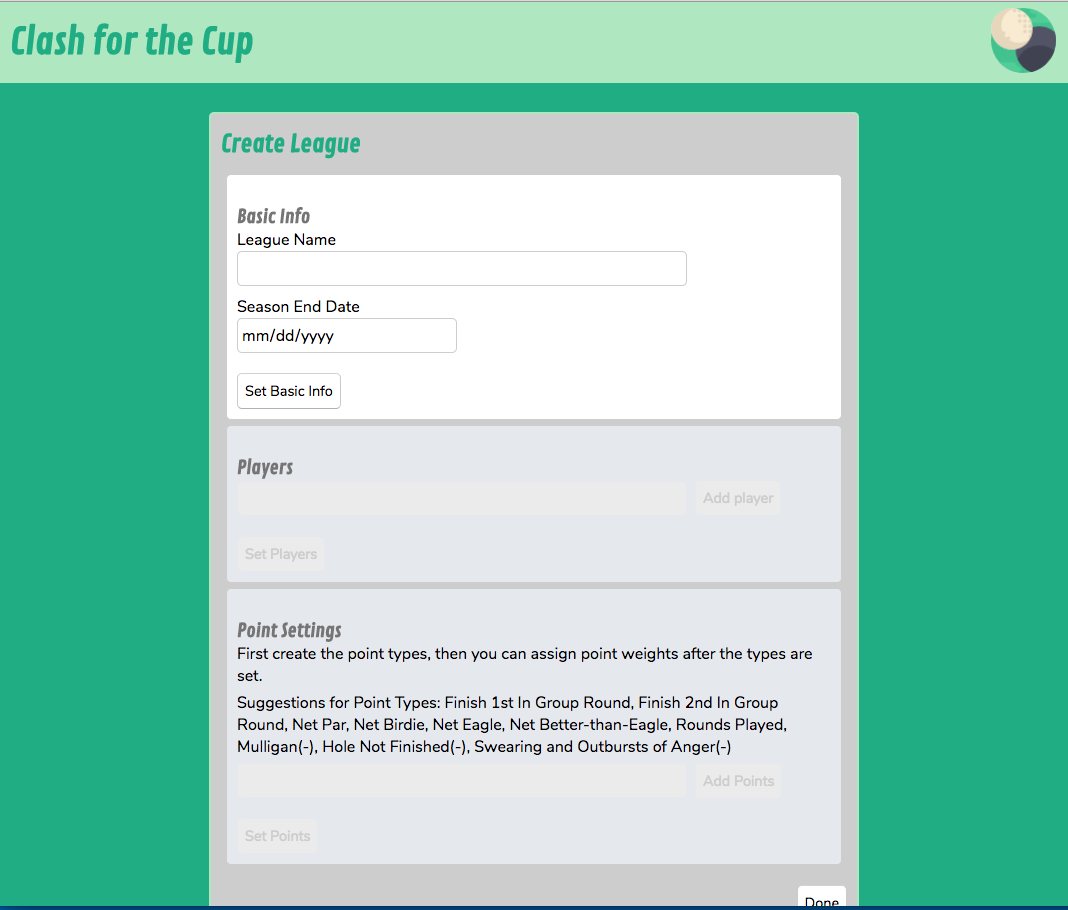 Clash for the Cup
Create League
Basic Info
League Name
Season End Date
mm/dd/yyyy
Set Basic Info
Players
Add player
Set Players
Point Settings
First create the point types, then you can assign point weights after the types are
set.
Suggestions for Point Types: Finish 1st In Group Round, Finish 2nd In Group
Round, Net Par, Net Birdie, Net Eagle, Net Better-than-Eagle, Rounds Played,
Mulligan(-), Hole Not Finished(-), Swearing and Outbursts of Anger(-)
Add Points
Set Points
Done